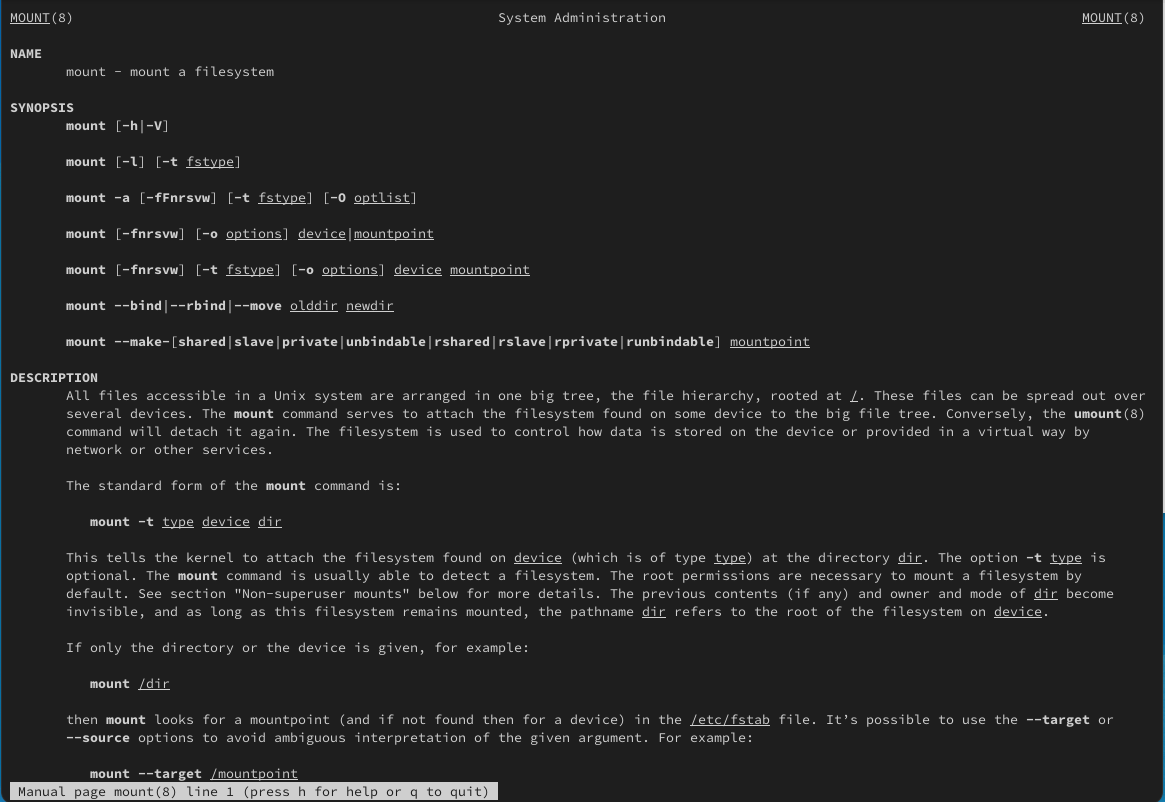 MOUNT(8) System Administration MOUNT(8)
NAME
mount - mount a filesystem
SYNOPSIS
mount [-h|-V]
mount [-l] [-t fstype]
mount -a [-fFnrsvw] [-t fstype] [-O optlist]
mount [-fnrsvw] [-o options] device|mountpoint
mount [-fnrsvw] [-t fstype] [-o options] device mountpoint
mount --bind|--rbind|--move olddir newdir
mount --make-[shared|slave|private|unbindable|rshared|rslave|rprivate|runbindable] mountpoint
DESCRIPTION
All files accessible in a Unix system are arranged in one big tree, the file hierarchy, rooted at /. These files can be spread out over
several devices. The mount command serves to attach the filesystem found on some device to the big file tree. Conversely, the umount(8)
command will detach it again. The filesystem is used to control how data is stored on the device or provided in a virtual way by
network or other services.
The standard form of the mount command is:
mount -t type device dir
This tells the kernel to attach the filesystem found on device (which is of type type) at the directory dir. The option -t type is
optional. The mount command is usually able to detect a filesystem. The root permissions are necessary to mount a filesystem by
default. See section "Non-superuser mounts" below for more details. The previous contents (if any) and owner and mode of dir become
invisible, and as long as this filesystem remains mounted, the pathname dir refers to the root of the filesystem on device.
If only the directory or the device is given, for example:
mount /dir
then mount looks for a mountpoint (and if not found then for a device) in the /etc/fstab file. It’s possible to use the --target or
--source options to avoid ambiguous interpretation of the given argument. For example:
mount --target /mountpoint
Manual page mount(8) line 1 (press h for help or q to quit)